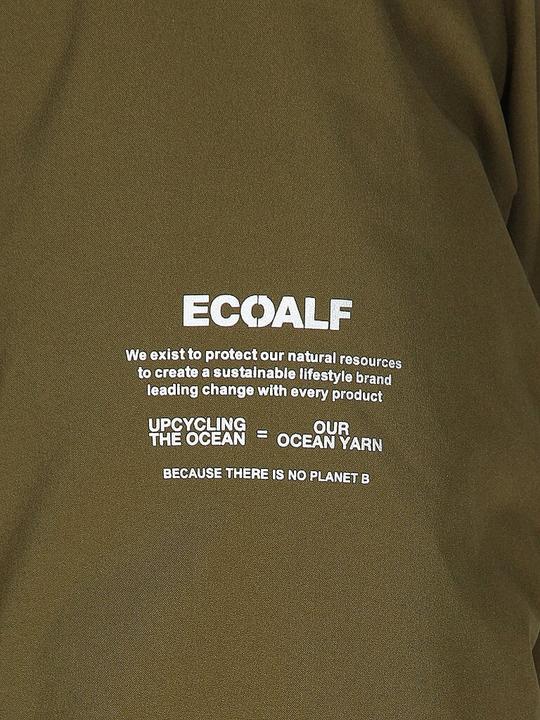 ECOALF
We exist to protect our natural resources
to create a sustainable lifestyle brand
leading change with every product
UPCYCLING
THE OCEAN
=
OUR
OCEAN YARN
BECAUSE THERE IS NO PLANET B